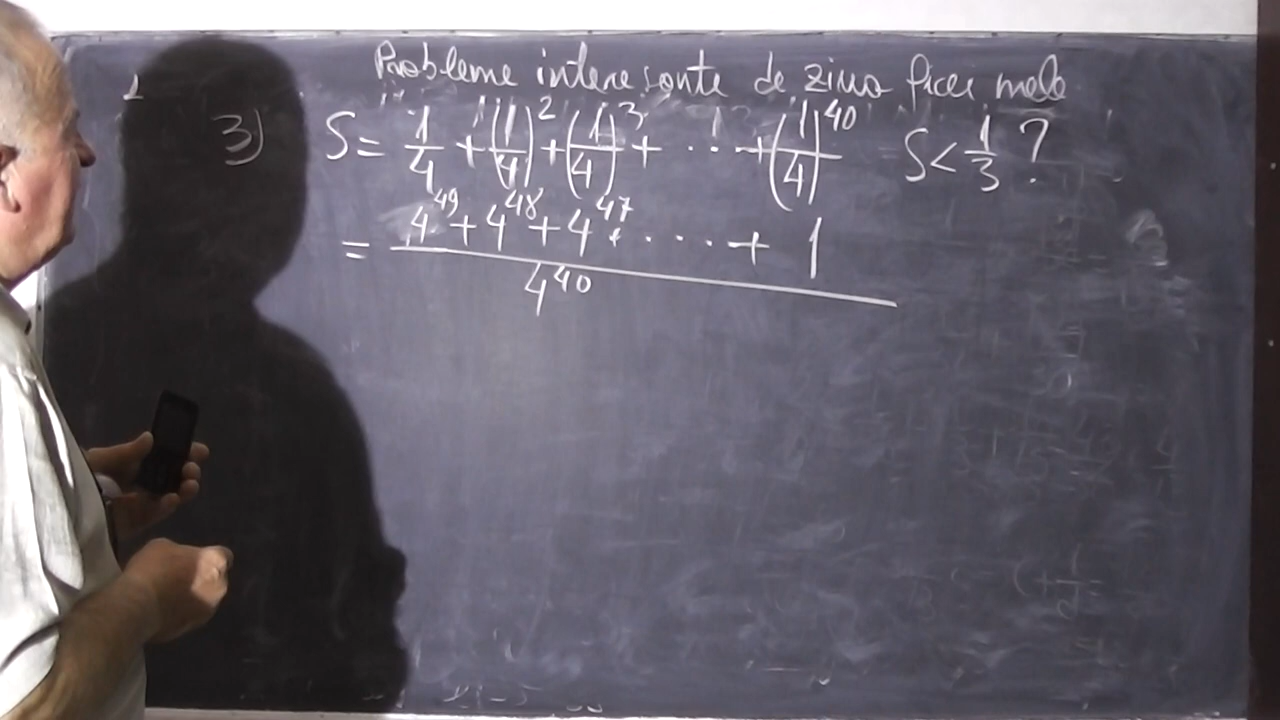 Probleme interesante de ziua fiicei mele
3) S = 1/4 + (1/4)^2 + (1/4)^3 + ... + (1/4)^40 S < 1/3 ?
= (4^49 + 4^48 + 4^47 + ... + 1) / 4^40